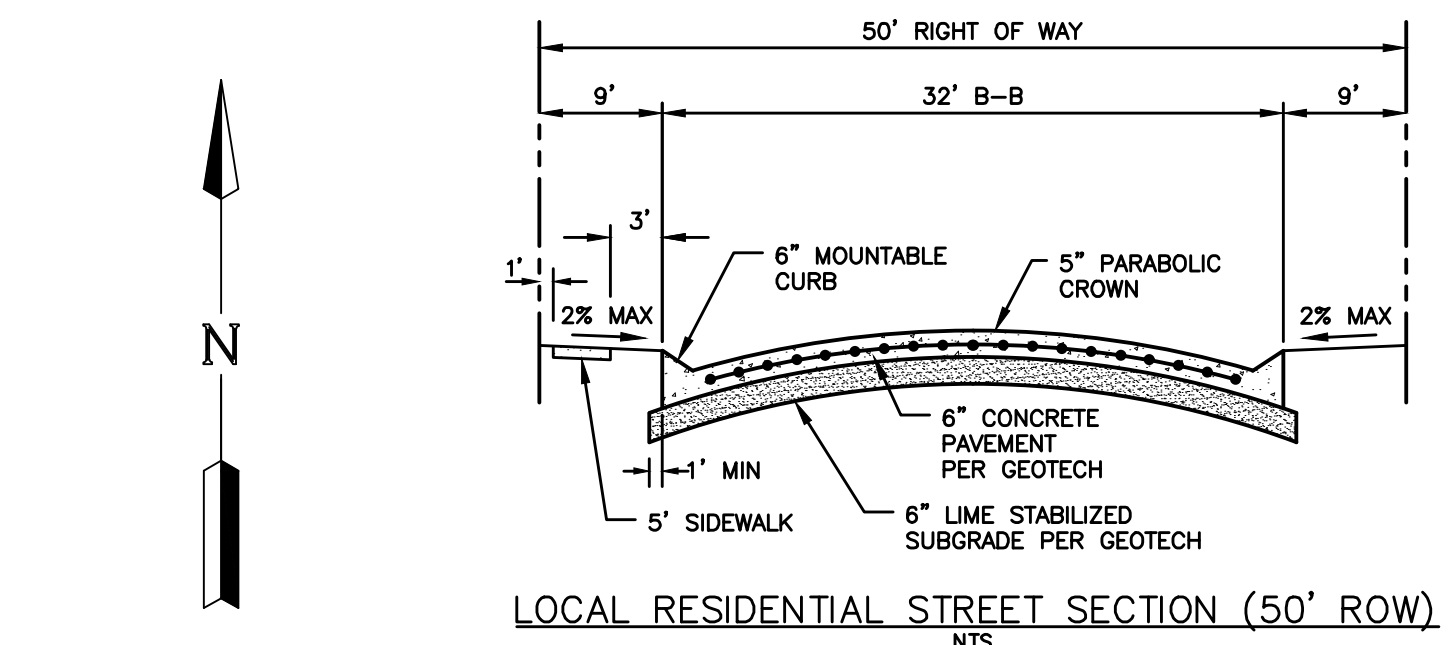 50' RIGHT OF WAY
9'
32' B-B
9'
3'
1'
6" MOUNTABLE
CURB
5" PARABOLIC
CROWN
2% MAX
2% MAX
N
6" CONCRETE
PAVEMENT
PER GEOTECH
1' MIN
5' SIDEWALK
6" LIME STABILIZED
SUBGRADE PER GEOTECH
LOCAL RESIDENTIAL STREET SECTION (50' ROW)
NTS